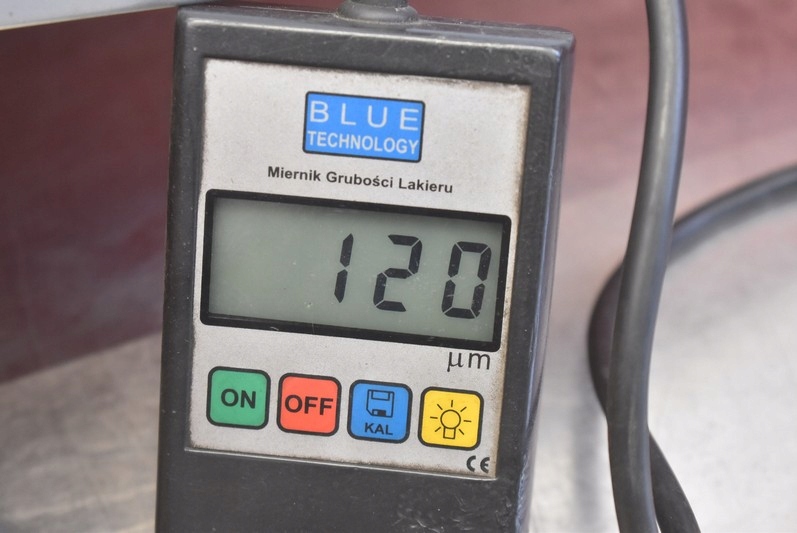 BLUE
TECHNOLOGY
Miernik Grubości Lakieru
120
µm
ON
OFF
KAL
CE